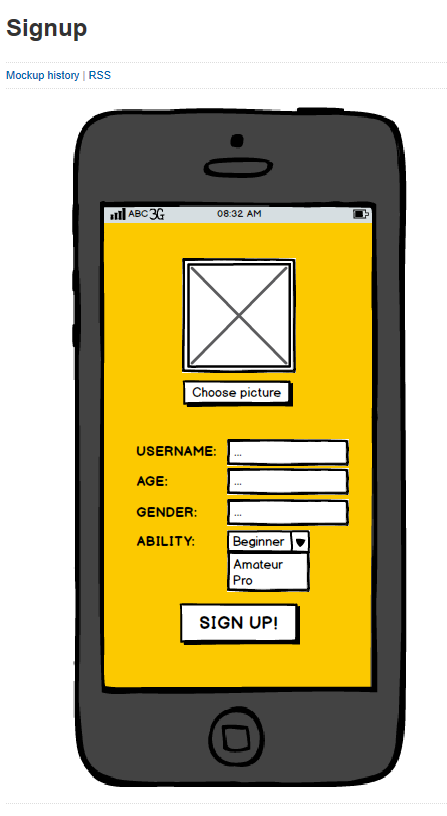 Signup
Mockup history | RSS
ABC 3G 08:32 AM
Choose picture
USERNAME: ...
AGE: ...
GENDER: ...
ABILITY: Beginner
Amateur
Pro
SIGN UP!